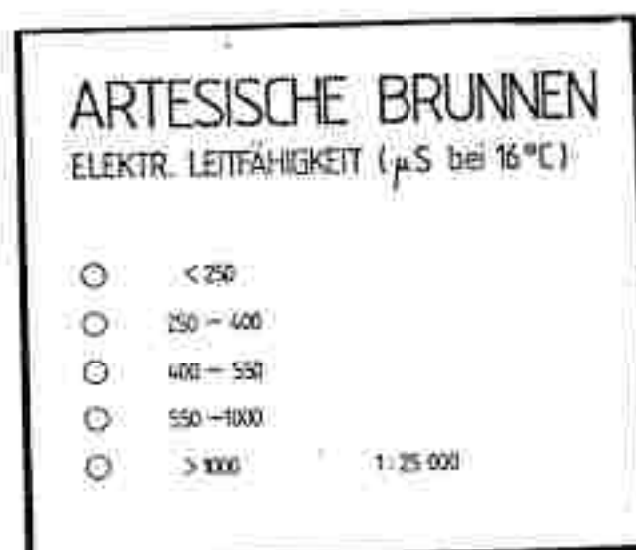 ARTESISCHE BRUNNEN
ELEKTR. LEITFÄHIGKEIT (µS bei 16°C)
< 250
250 – 400
400 – 550
550 – 1000
> 1000 1:25 000